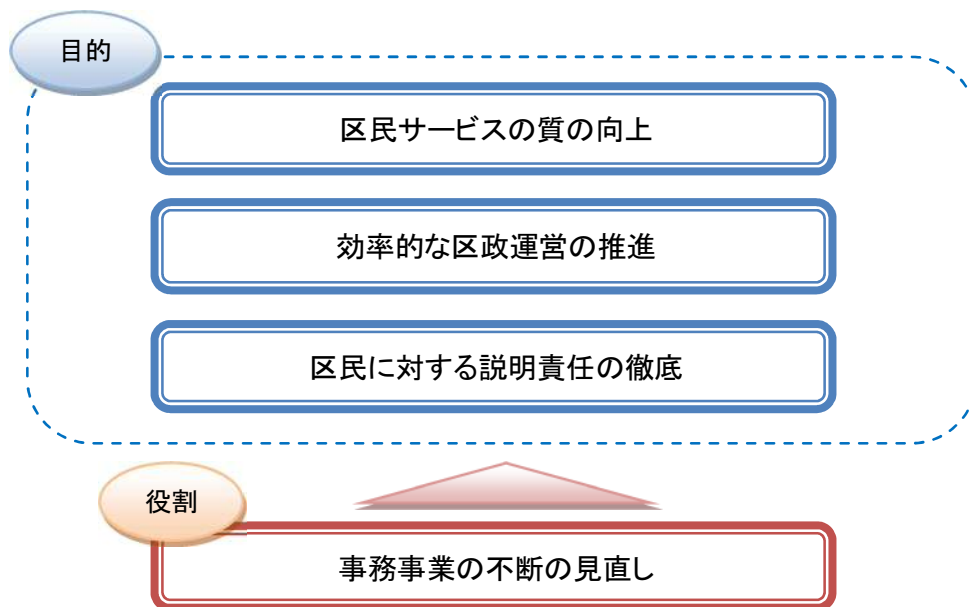 目的
区民サービスの質の向上
効率的な区政運営の推進
区民に対する説明責任の徹底
役割
事務事業の不断の見直し